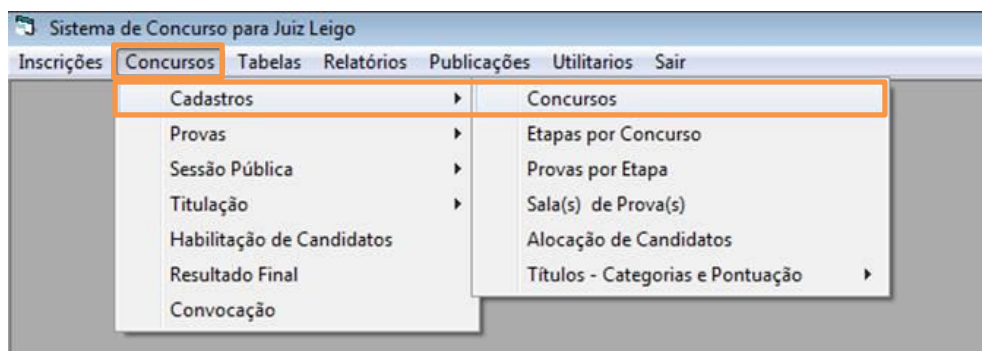 Sistema de Concurso para Juiz Leigo
Inscrições Concursos Tabelas Relatórios Publicações Utilitarios Sair
Cadastros
Provas
Sessão Pública
Titulação
Habilitação de Candidatos
Resultado Final
Convocação
Concursos
Etapas por Concurso
Provas por Etapa
Sala(s) de Prova(s)
Alocação de Candidatos
Títulos - Categorias e Pontuação